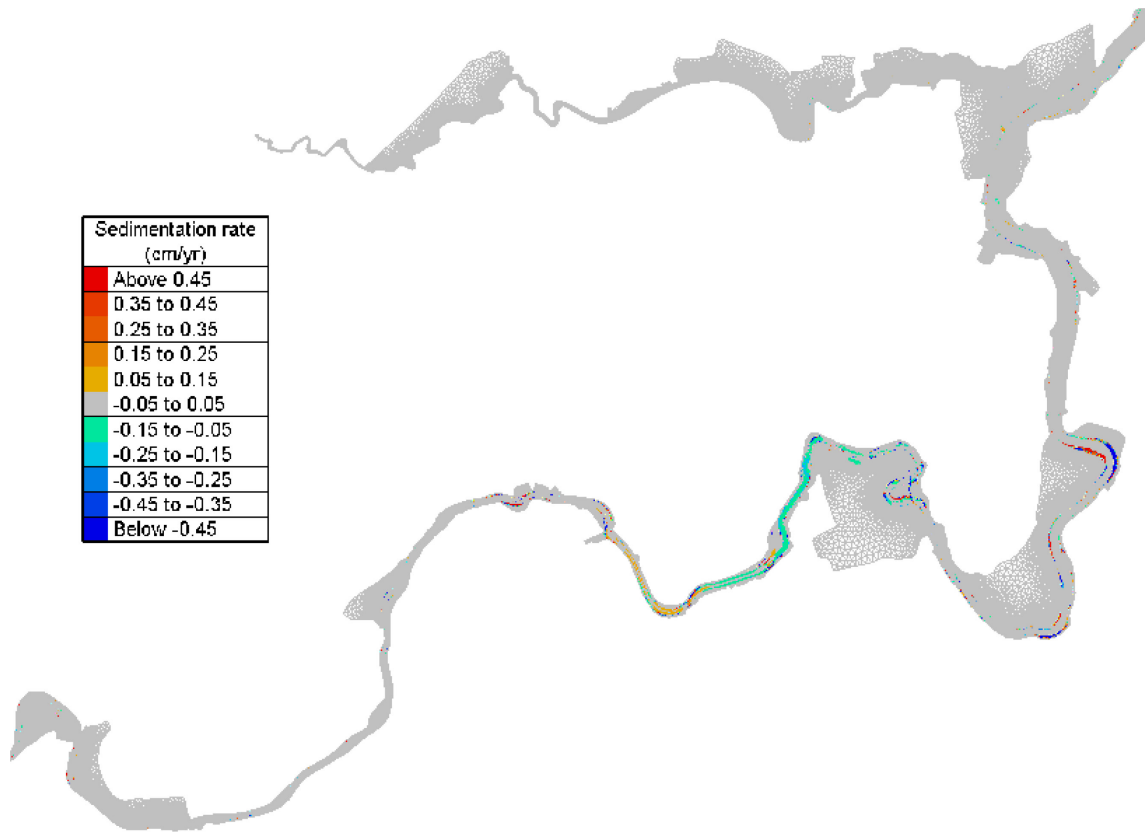 Sedimentation rate
(cm/yr)
Above 0.45
0.35 to 0.45
0.25 to 0.35
0.15 to 0.25
0.05 to 0.15
-0.05 to 0.05
-0.15 to -0.05
-0.25 to -0.15
-0.35 to -0.25
-0.45 to -0.35
Below -0.45